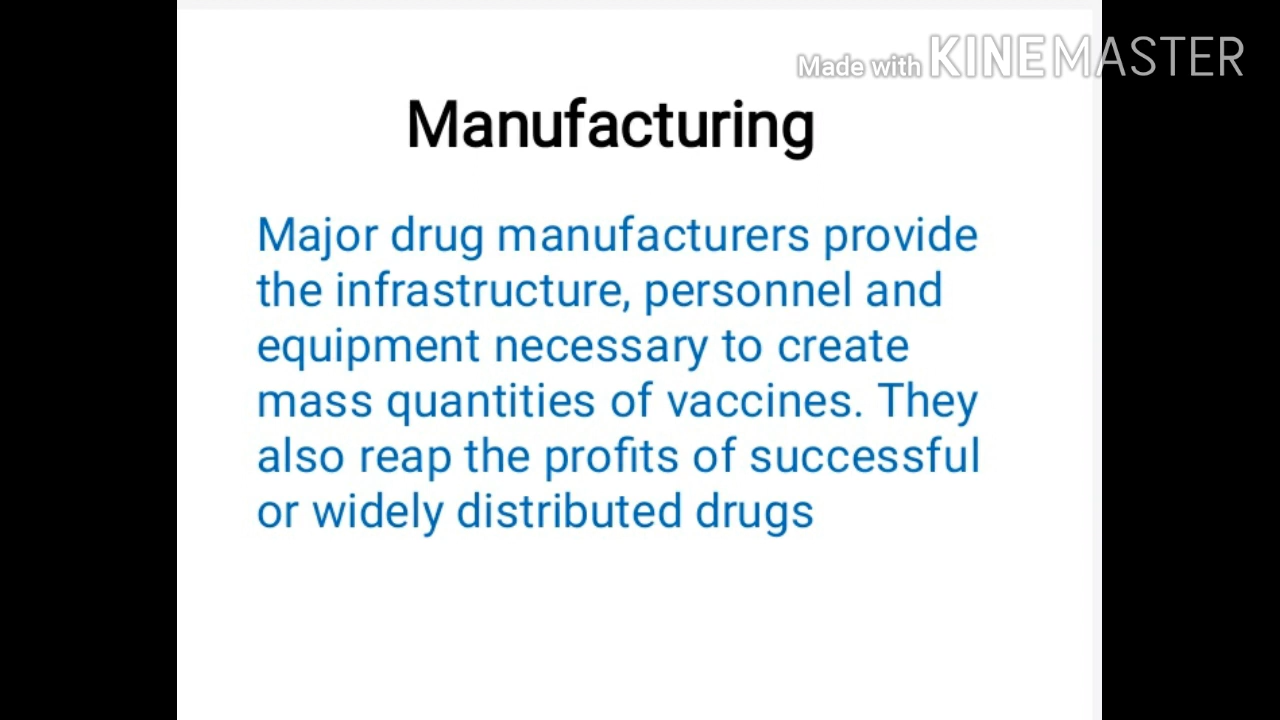 Made with KINEMASTER
Manufacturing
Major drug manufacturers provide
the infrastructure, personnel and
equipment necessary to create
mass quantities of vaccines. They
also reap the profits of successful
or widely distributed drugs